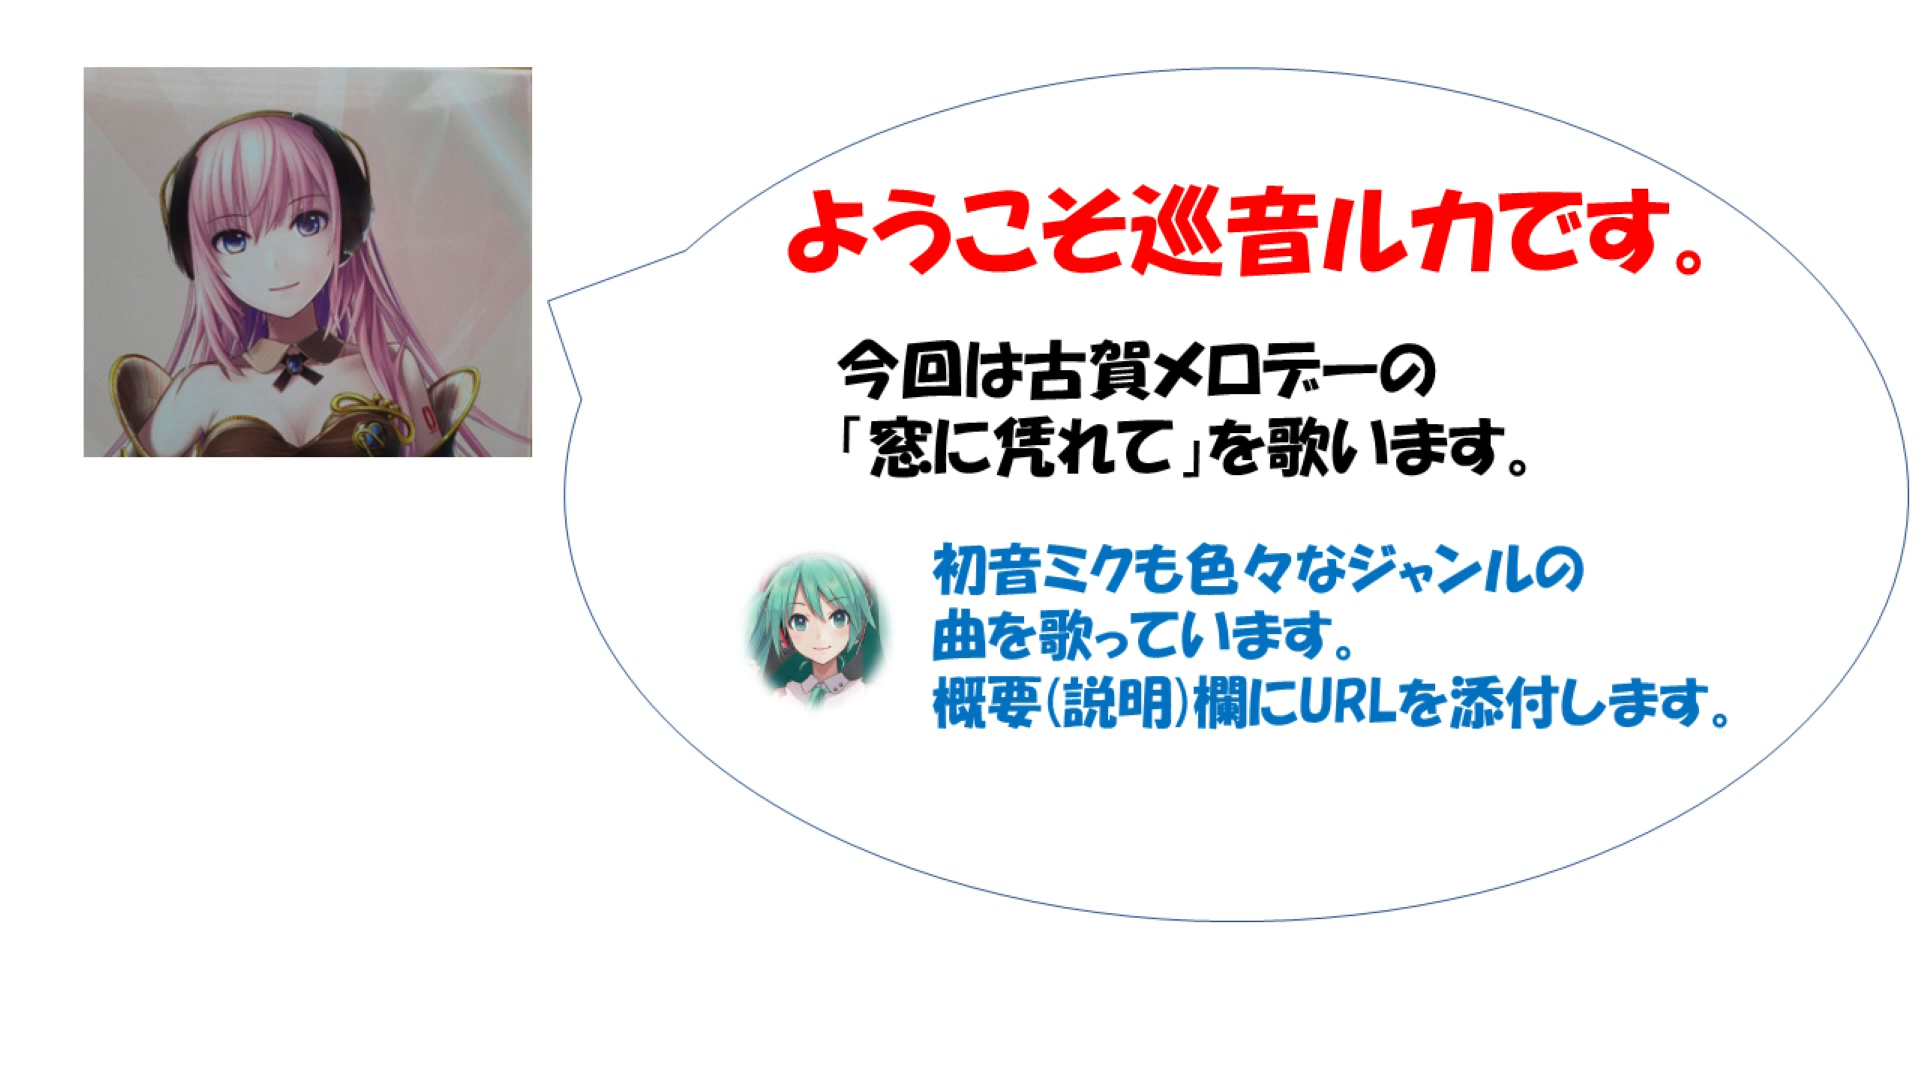 ようこそ巡音ルカです。
今回は古賀メロデーの
「窓に凭れて」を歌います。
初音ミクも色々なジャンルの
曲を歌っています。
概要(説明)欄にURLを添付します。